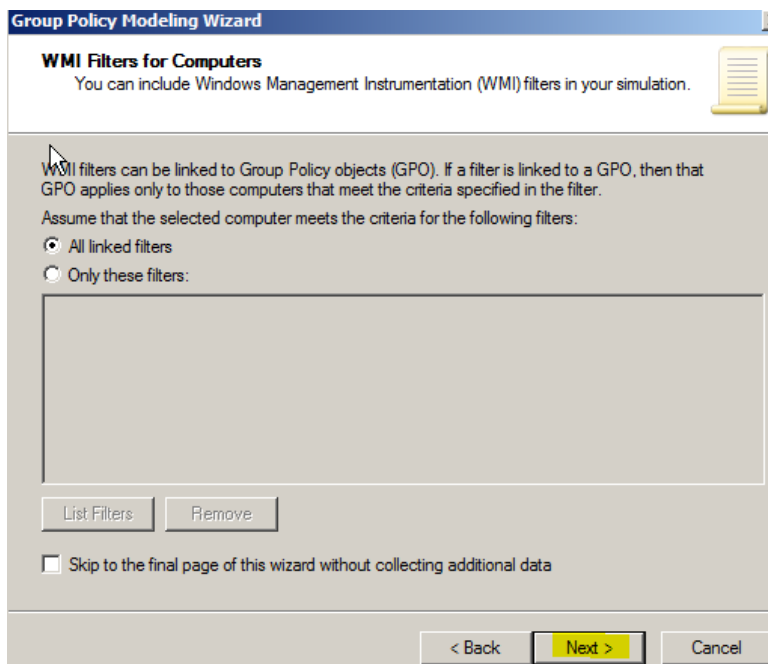 Group Policy Modeling Wizard
WMI Filters for Computers
You can include Windows Management Instrumentation (WMI) filters in your simulation.
WMI filters can be linked to Group Policy objects (GPO). If a filter is linked to a GPO, then that
GPO applies only to those computers that meet the criteria specified in the filter.
Assume that the selected computer meets the criteria for the following filters:
All linked filters
Only these filters:
List Filters Remove
Skip to the final page of this wizard without collecting additional data
< Back Next > Cancel